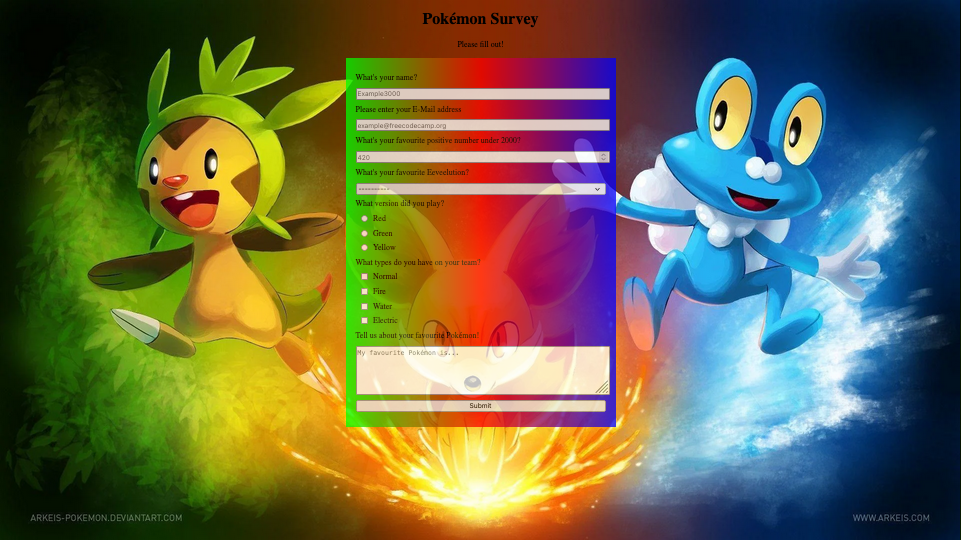 Pokémon Survey
Please fill out!
What's your name?
Example3000
Please enter your E-Mail address
example@freecodecamp.org
What's your favourite positive number under 2000?
420
What's your favourite Eeveelution?
----------
What version did you play?
Red
Green
Yellow
What types do you have on your team?
Normal
Fire
Water
Electric
Tell us about your favourite Pokémon!
My favourite Pokémon is...
Submit
ARKEIS-POKEMON.DEVIANTART.COM
WWW.ARKEIS.COM